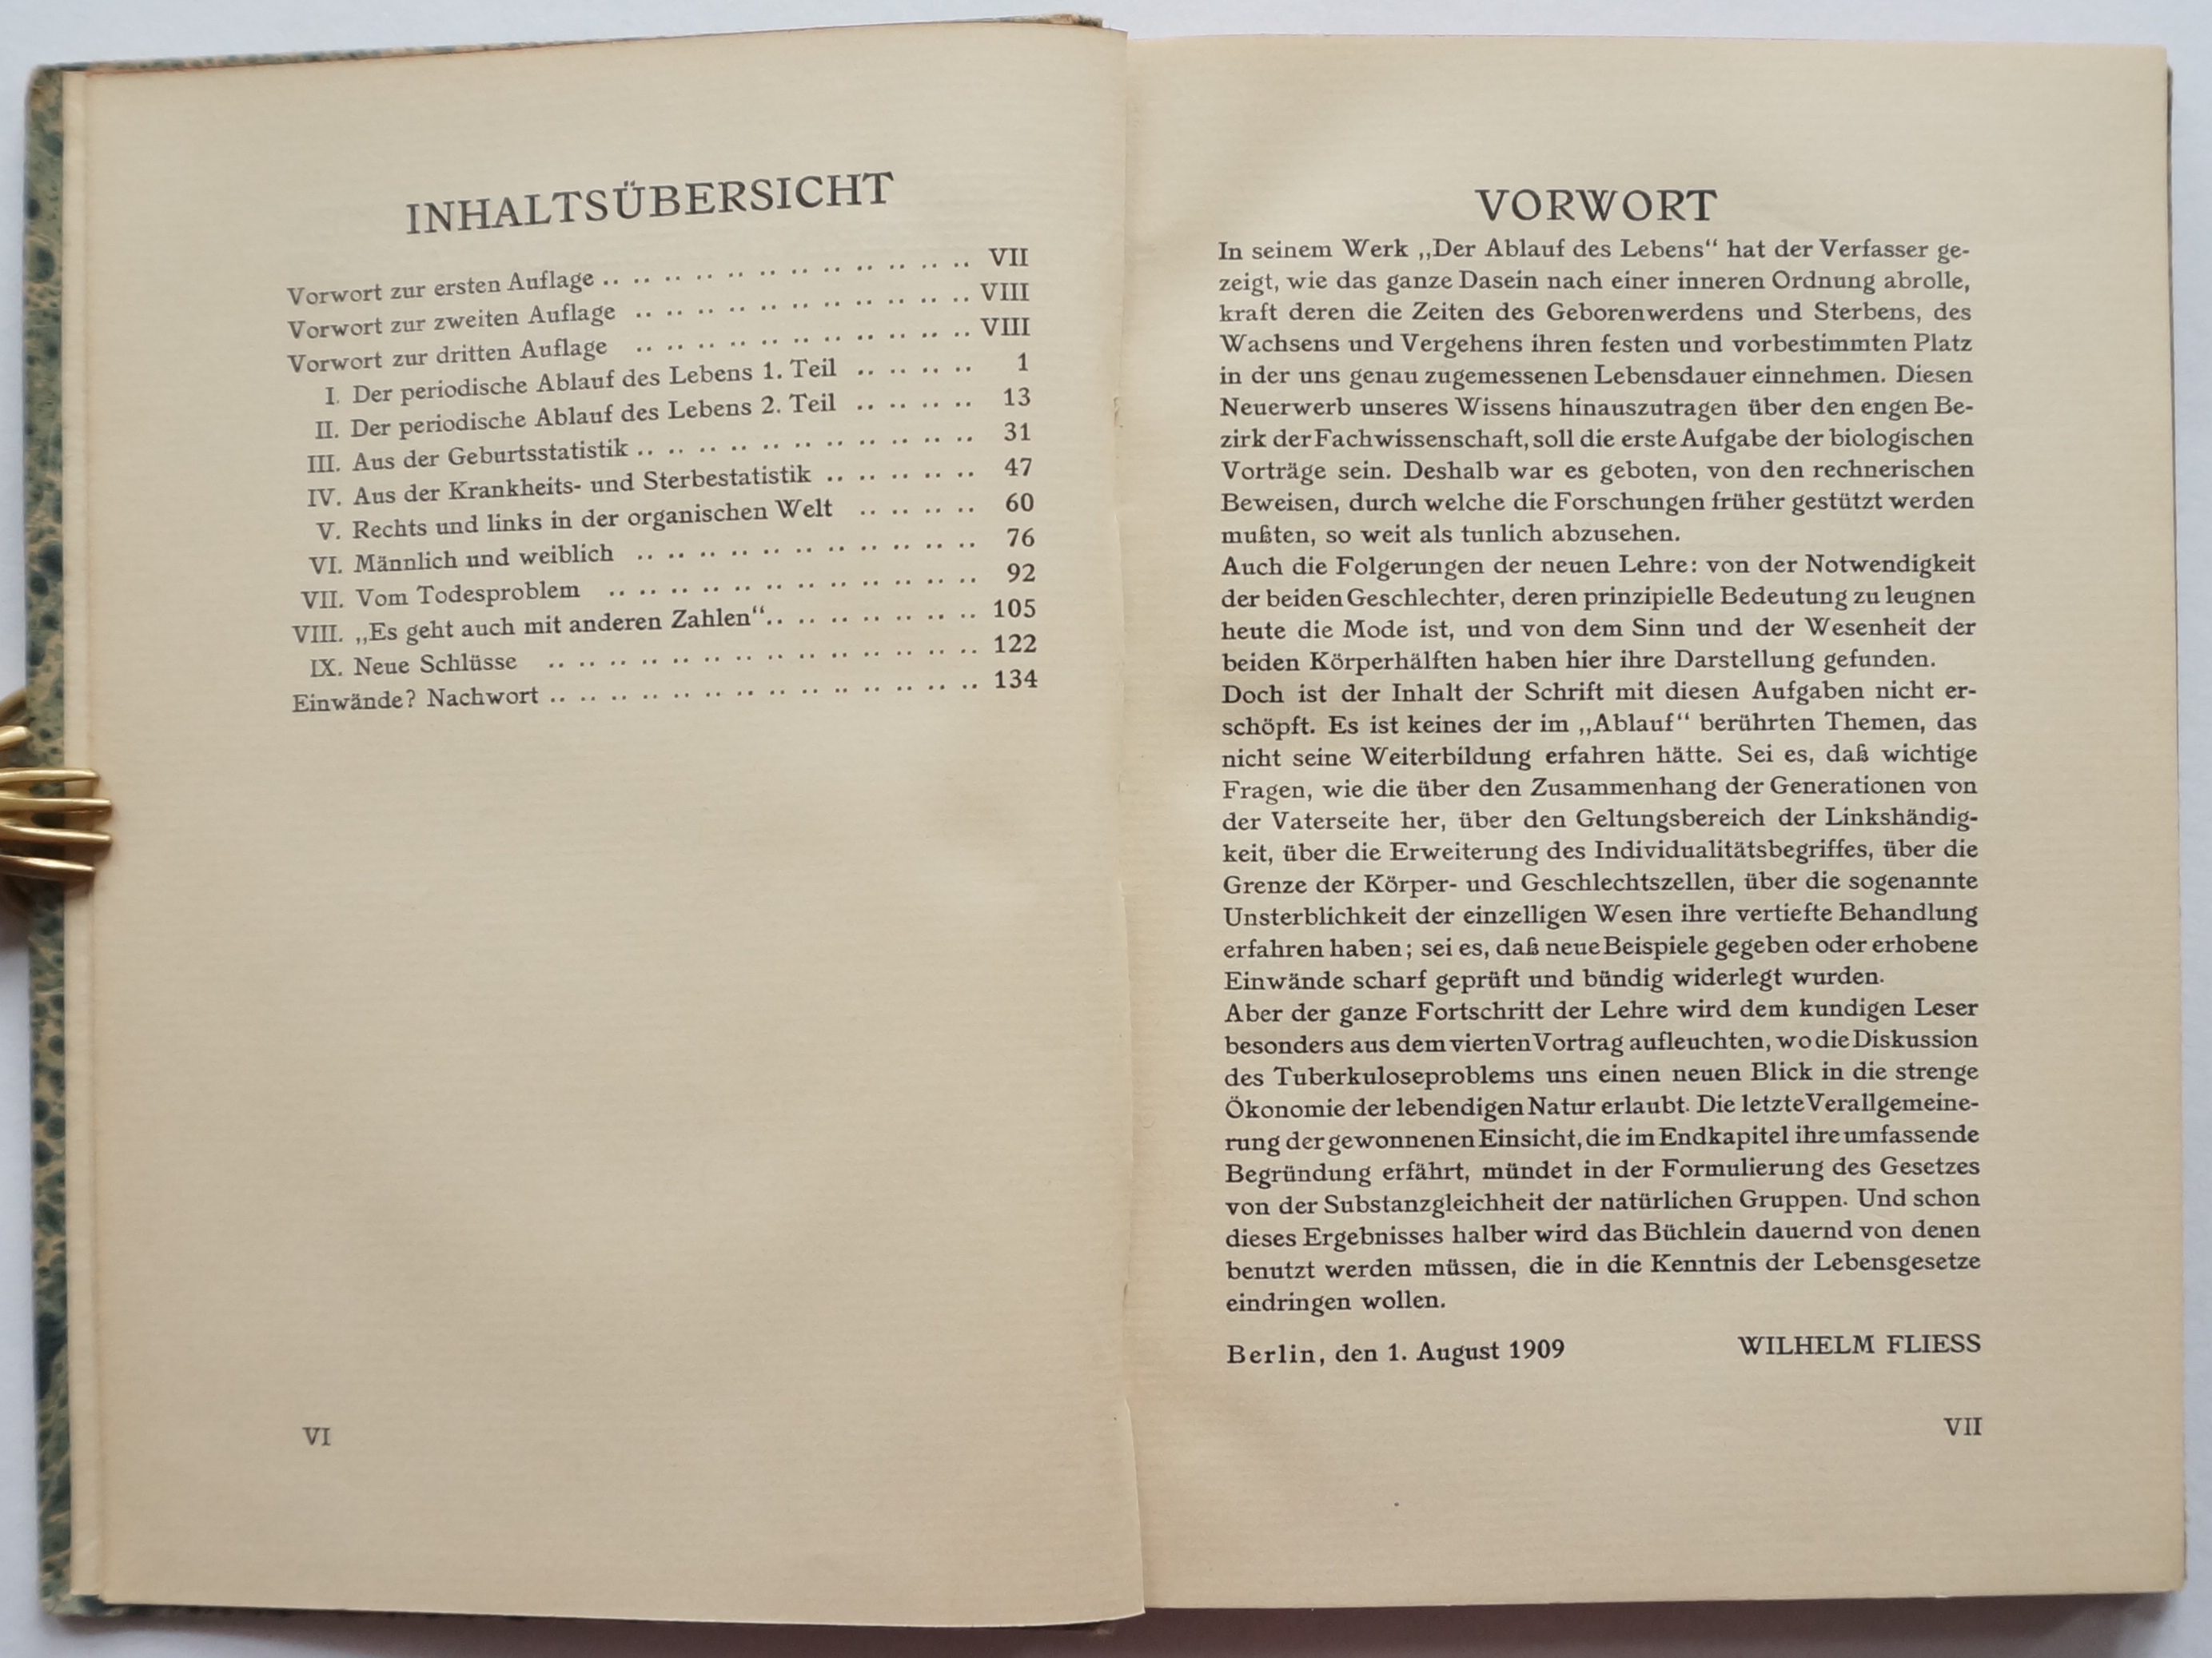 INHALTSÜBERSICHT
Vorwort zur ersten Auflage .. .. .. .. .. .. .. .. .. .. .. .. VII
Vorwort zur zweiten Auflage .. .. .. .. .. .. .. .. .. .. .. VIII
Vorwort zur dritten Auflage .. .. .. .. .. .. .. .. .. .. .. VIII
I. Der periodische Ablauf des Lebens 1. Teil .. .. .. .. 1
II. Der periodische Ablauf des Lebens 2. Teil .. .. .. .. 13
III. Aus der Geburtsstatistik .. .. .. .. .. .. .. .. .. .. .. 31
IV. Aus der Krankheits- und Sterbestatistik .. .. .. .. .. 47
V. Rechts und links in der organischen Welt .. .. .. .. 60
VI. Männlich und weiblich .. .. .. .. .. .. .. .. .. .. .. 76
VII. Vom Todesproblem .. .. .. .. .. .. .. .. .. .. .. .. 92
VIII. „Es geht auch mit anderen Zahlen“ .. .. .. .. .. .. .. 105
IX. Neue Schlüsse .. .. .. .. .. .. .. .. .. .. .. .. .. .. 122
Einwände? Nachwort .. .. .. .. .. .. .. .. .. .. .. .. .. .. 134
VI
VORWORT
In seinem Werk „Der Ablauf des Lebens“ hat der Verfasser ge-
zeigt, wie das ganze Dasein nach einer inneren Ordnung abrolle,
kraft deren die Zeiten des Geborenwerdens und Sterbens, des
Wachsens und Vergehens ihren festen und vorbestimmten Platz
in der uns genau zugemessenen Lebensdauer einnehmen. Diesen
Neuerwerb unseres Wissens hinauszutragen über den engen Be-
zirk der Fachwissenschaft, soll die erste Aufgabe der biologischen
Vorträge sein. Deshalb war es geboten, von den rechnerischen
Beweisen, durch welche die Forschungen früher gestützt werden
mußten, so weit als tunlich abzusehen.
Auch die Folgerungen der neuen Lehre: von der Notwendigkeit
der beiden Geschlechter, deren prinzipielle Bedeutung zu leugnen
heute die Mode ist, und von dem Sinn und der Wesenheit der
beiden Körperhälften haben hier ihre Darstellung gefunden.
Doch ist der Inhalt der Schrift mit diesen Aufgaben nicht er-
schöpft. Es ist keines der im „Ablauf“ berührten Themen, das
nicht seine Weiterbildung erfahren hätte. Sei es, daß wichtige
Fragen, wie die über den Zusammenhang der Generationen von
der Vaterseite her, über den Geltungsbereich der Linkshändig-
keit, über die Erweiterung des Individualitätsbegriffes, über die
Grenze der Körper- und Geschlechtszellen, über die sogenannte
Unsterblichkeit der einzelligen Wesen ihre vertiefte Behandlung
erfahren haben; sei es, daß neue Beispiele gegeben oder erhobene
Einwände scharf geprüft und bündig widerlegt wurden.
Aber der ganze Fortschritt der Lehre wird dem kundigen Leser
besonders aus dem vierten Vortrag aufleuchten, wo die Diskussion
des Tuberkuloseproblems uns einen neuen Blick in die strenge
Ökonomie der lebendigen Natur erlaubt. Die letzte Verallgemeine-
rung der gewonnenen Einsicht, die im Endkapitel ihre umfassende
Begründung erfährt, mündet in der Formulierung des Gesetzes
von der Substanzgleichheit der natürlichen Gruppen. Und schon
dieses Ergebnisses halber wird das Büchlein dauernd von denen
benutzt werden müssen, die in die Kenntnis der Lebensgesetze
eindringen wollen.
Berlin, den 1. August 1909 WILHELM FLIESS
VII